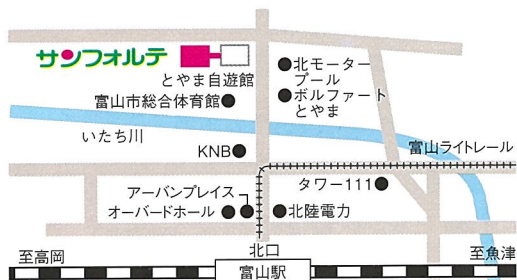 サンフォルテ
とやま自遊館
北モーター
プール
ボルファート
とやま
富山市総合体育館
いたち川
KNB
富山ライトレール
タワー111
アーバンプレイス
オーバードホール
北陸電力
至高岡
北口
至魚津
富山駅